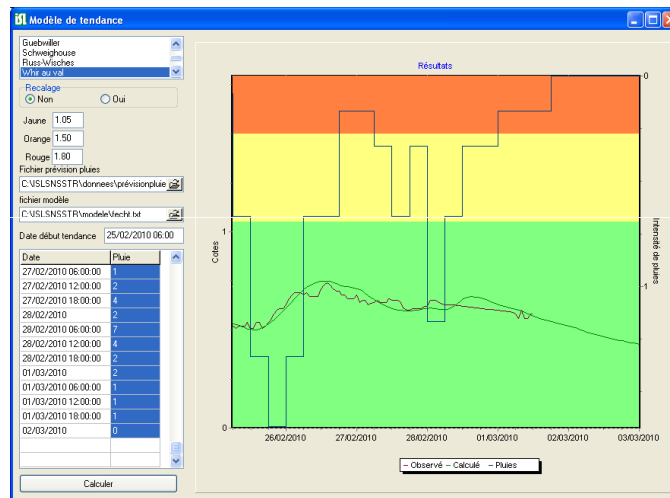 iSL Modèle de tendance
Guebwiller
Schweighouse
Russ-Wisches
Whir au val
Recalage
Non Oui
Jaune 1.05
Orange 1.50
Rouge 1.80
Fichier prévision pluies
C:\ISLSNSSTR\donnees\prévisionpluie
fichier modèle
C:\ISLSNSSTR\modele\fecht.txt
Date début tendance 25/02/2010 06:00
Date Pluie
27/02/2010 06:00:00 1
27/02/2010 12:00:00 2
27/02/2010 18:00:00 4
28/02/2010 2
28/02/2010 06:00:00 7
28/02/2010 12:00:00 4
28/02/2010 18:00:00 2
01/03/2010 2
01/03/2010 06:00:00 1
01/03/2010 12:00:00 1
01/03/2010 18:00:00 1
02/03/2010 0
Calculer
Résultats
Cotes
1
0
0
1
Intensité de pluies
26/02/2010 27/02/2010 28/02/2010 01/03/2010 02/03/2010 03/03/2010
Observé Calculé Pluies